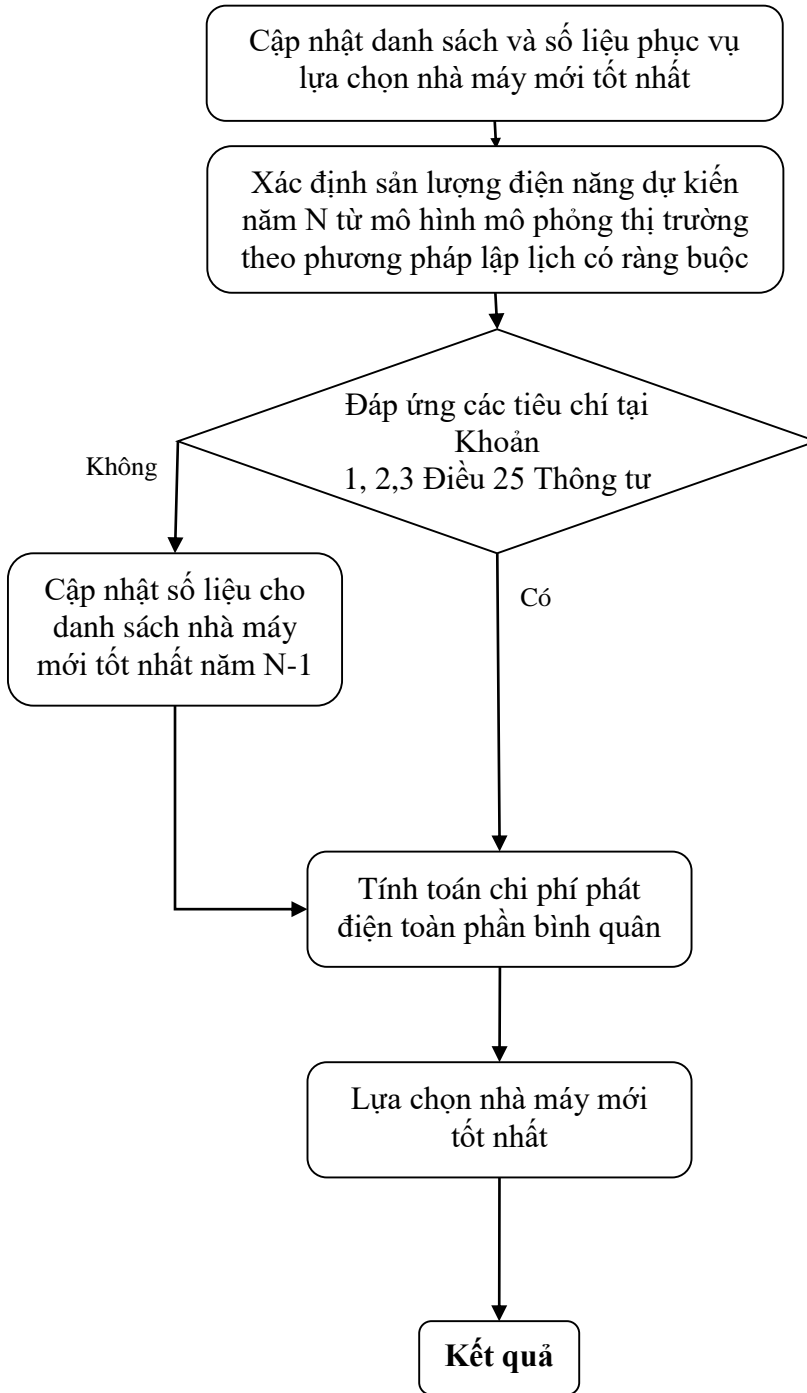 Cập nhật danh sách và số liệu phục vụ
lựa chọn nhà máy mới tốt nhất
Xác định sản lượng điện năng dự kiến
năm N từ mô hình mô phỏng thị trường
theo phương pháp lập lịch có ràng buộc
Đáp ứng các tiêu chí tại
Khoản
1, 2,3 Điều 25 Thông tư
Không
Cập nhật số liệu cho
danh sách nhà máy
mới tốt nhất năm N-1
Có
Tính toán chi phí phát
điện toàn phần bình quân
Lựa chọn nhà máy mới
tốt nhất
Kết quả